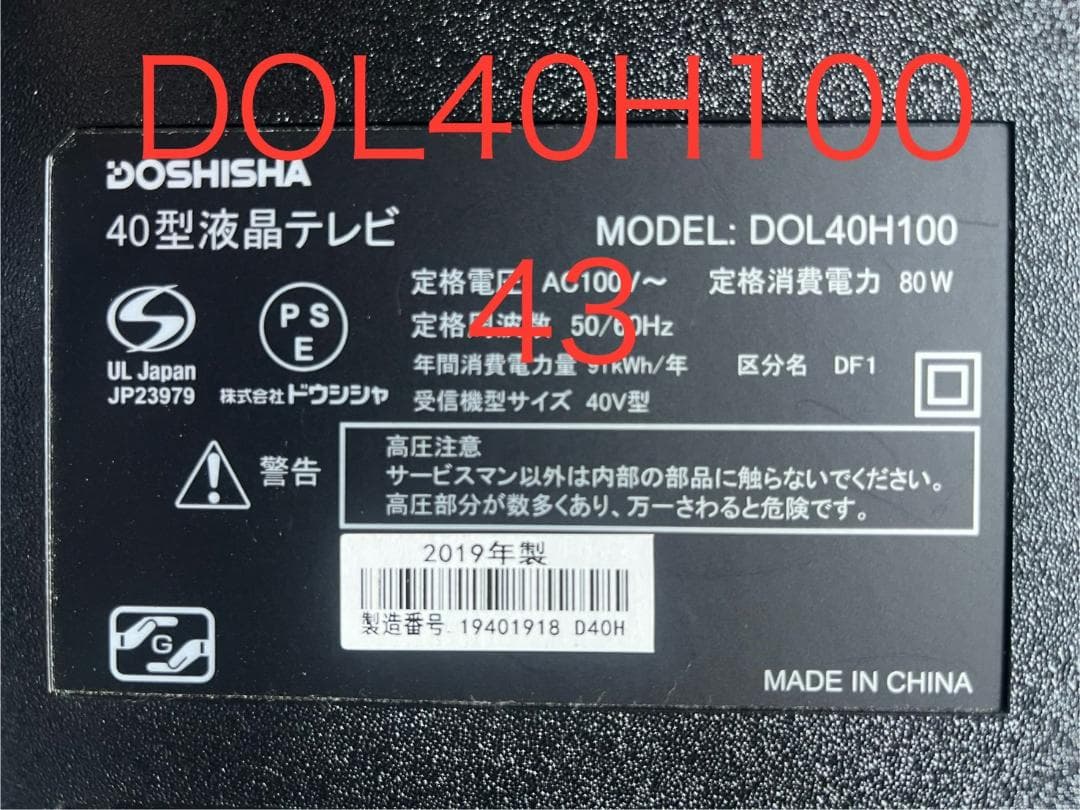 DOL40H100
DOSHISHA
40型液晶テレビ
MODEL: DOL40H100
43
定格電圧 AC100V～ 定格消費電力 80W
定格周波数 50/60Hz
年間消費電力量 91kWh/年 区分名 DF1
受信機型サイズ 40V型
PS
E
UL Japan
JP23979
株式会社ドウシシャ
警告
高圧注意
サービスマン以外は内部の部品に触らないでください。
高圧部分が数多くあり、万一さわると危険です。
2019年製
製造番号. 19401918 D40H
G
MADE IN CHINA